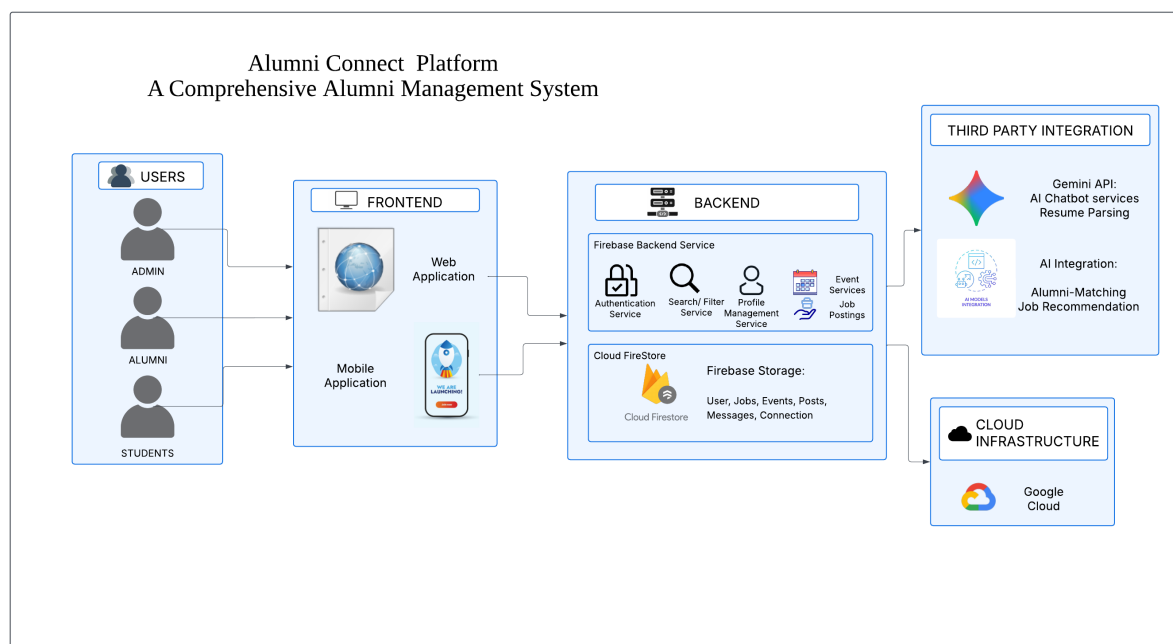 Alumni Connect Platform
A Comprehensive Alumni Management System
USERS
ADMIN
ALUMNI
STUDENTS
FRONTEND
Web
Application
Mobile
Application
WE ARE
LAUNCHING!
BACKEND
Firebase Backend Service
Authentication
Service
Search/ Filter
Service
Profile
Management
Service
Event
Services
Job
Postings
Cloud FireStore
Cloud Firestore
Firebase Storage:
User, Jobs, Events, Posts,
Messages, Connection
THIRD PARTY INTEGRATION
Gemini API:
AI Chatbot services
Resume Parsing
AI MODELS
INTEGRATION
AI Integration:
Alumni-Matching
Job Recommendation
CLOUD
INFRASTRUCTURE
Google
Cloud